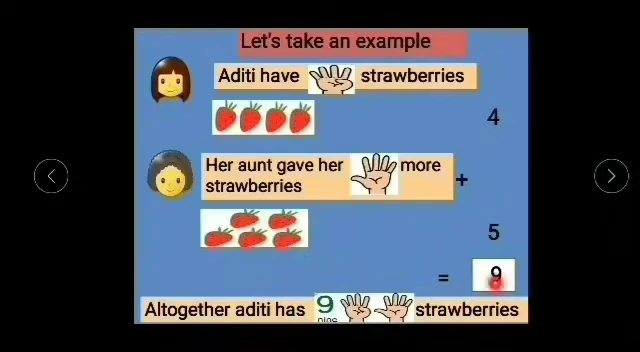 Let's take an example
Aditi have strawberries
4
Her aunt gave her more
strawberries
+
5
= 9
Altogether aditi has 9 strawberries
nine